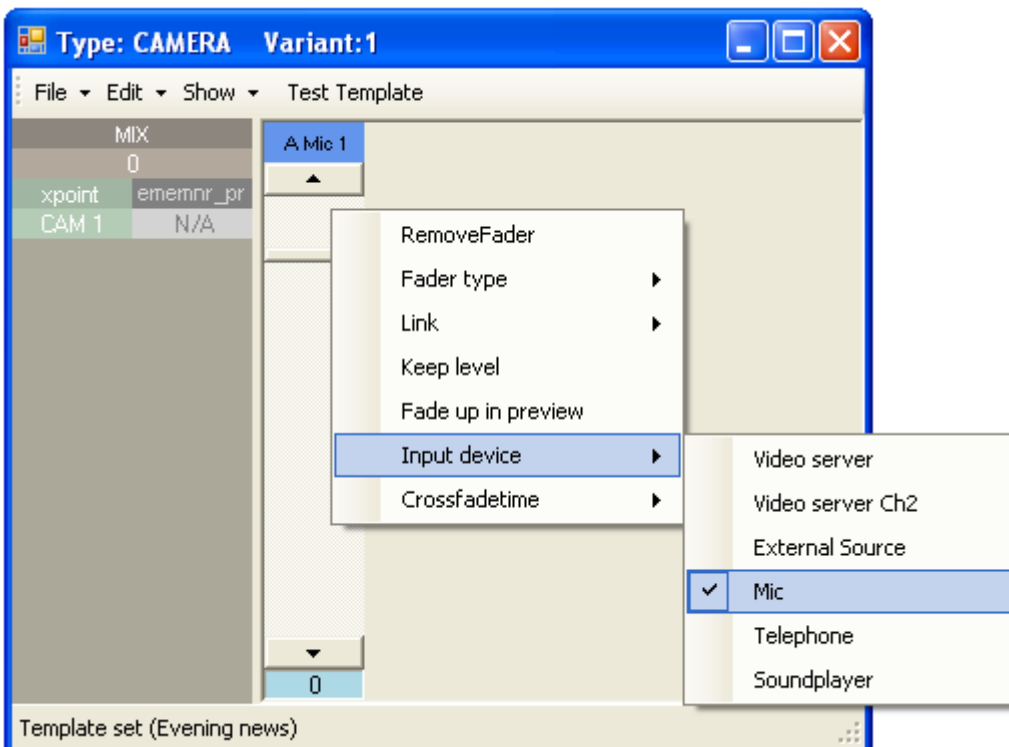 Type: CAMERA Variant:1
File Edit Show Test Template
MIX
0
xpoint ememnr_pr
CAM 1 N/A
A Mic 1
RemoveFader
Fader type
Link
Keep level
Fade up in preview
Input device
Crossfadetime
Video server
Video server Ch2
External Source
Mic
Telephone
Soundplayer
0
Template set (Evening news)